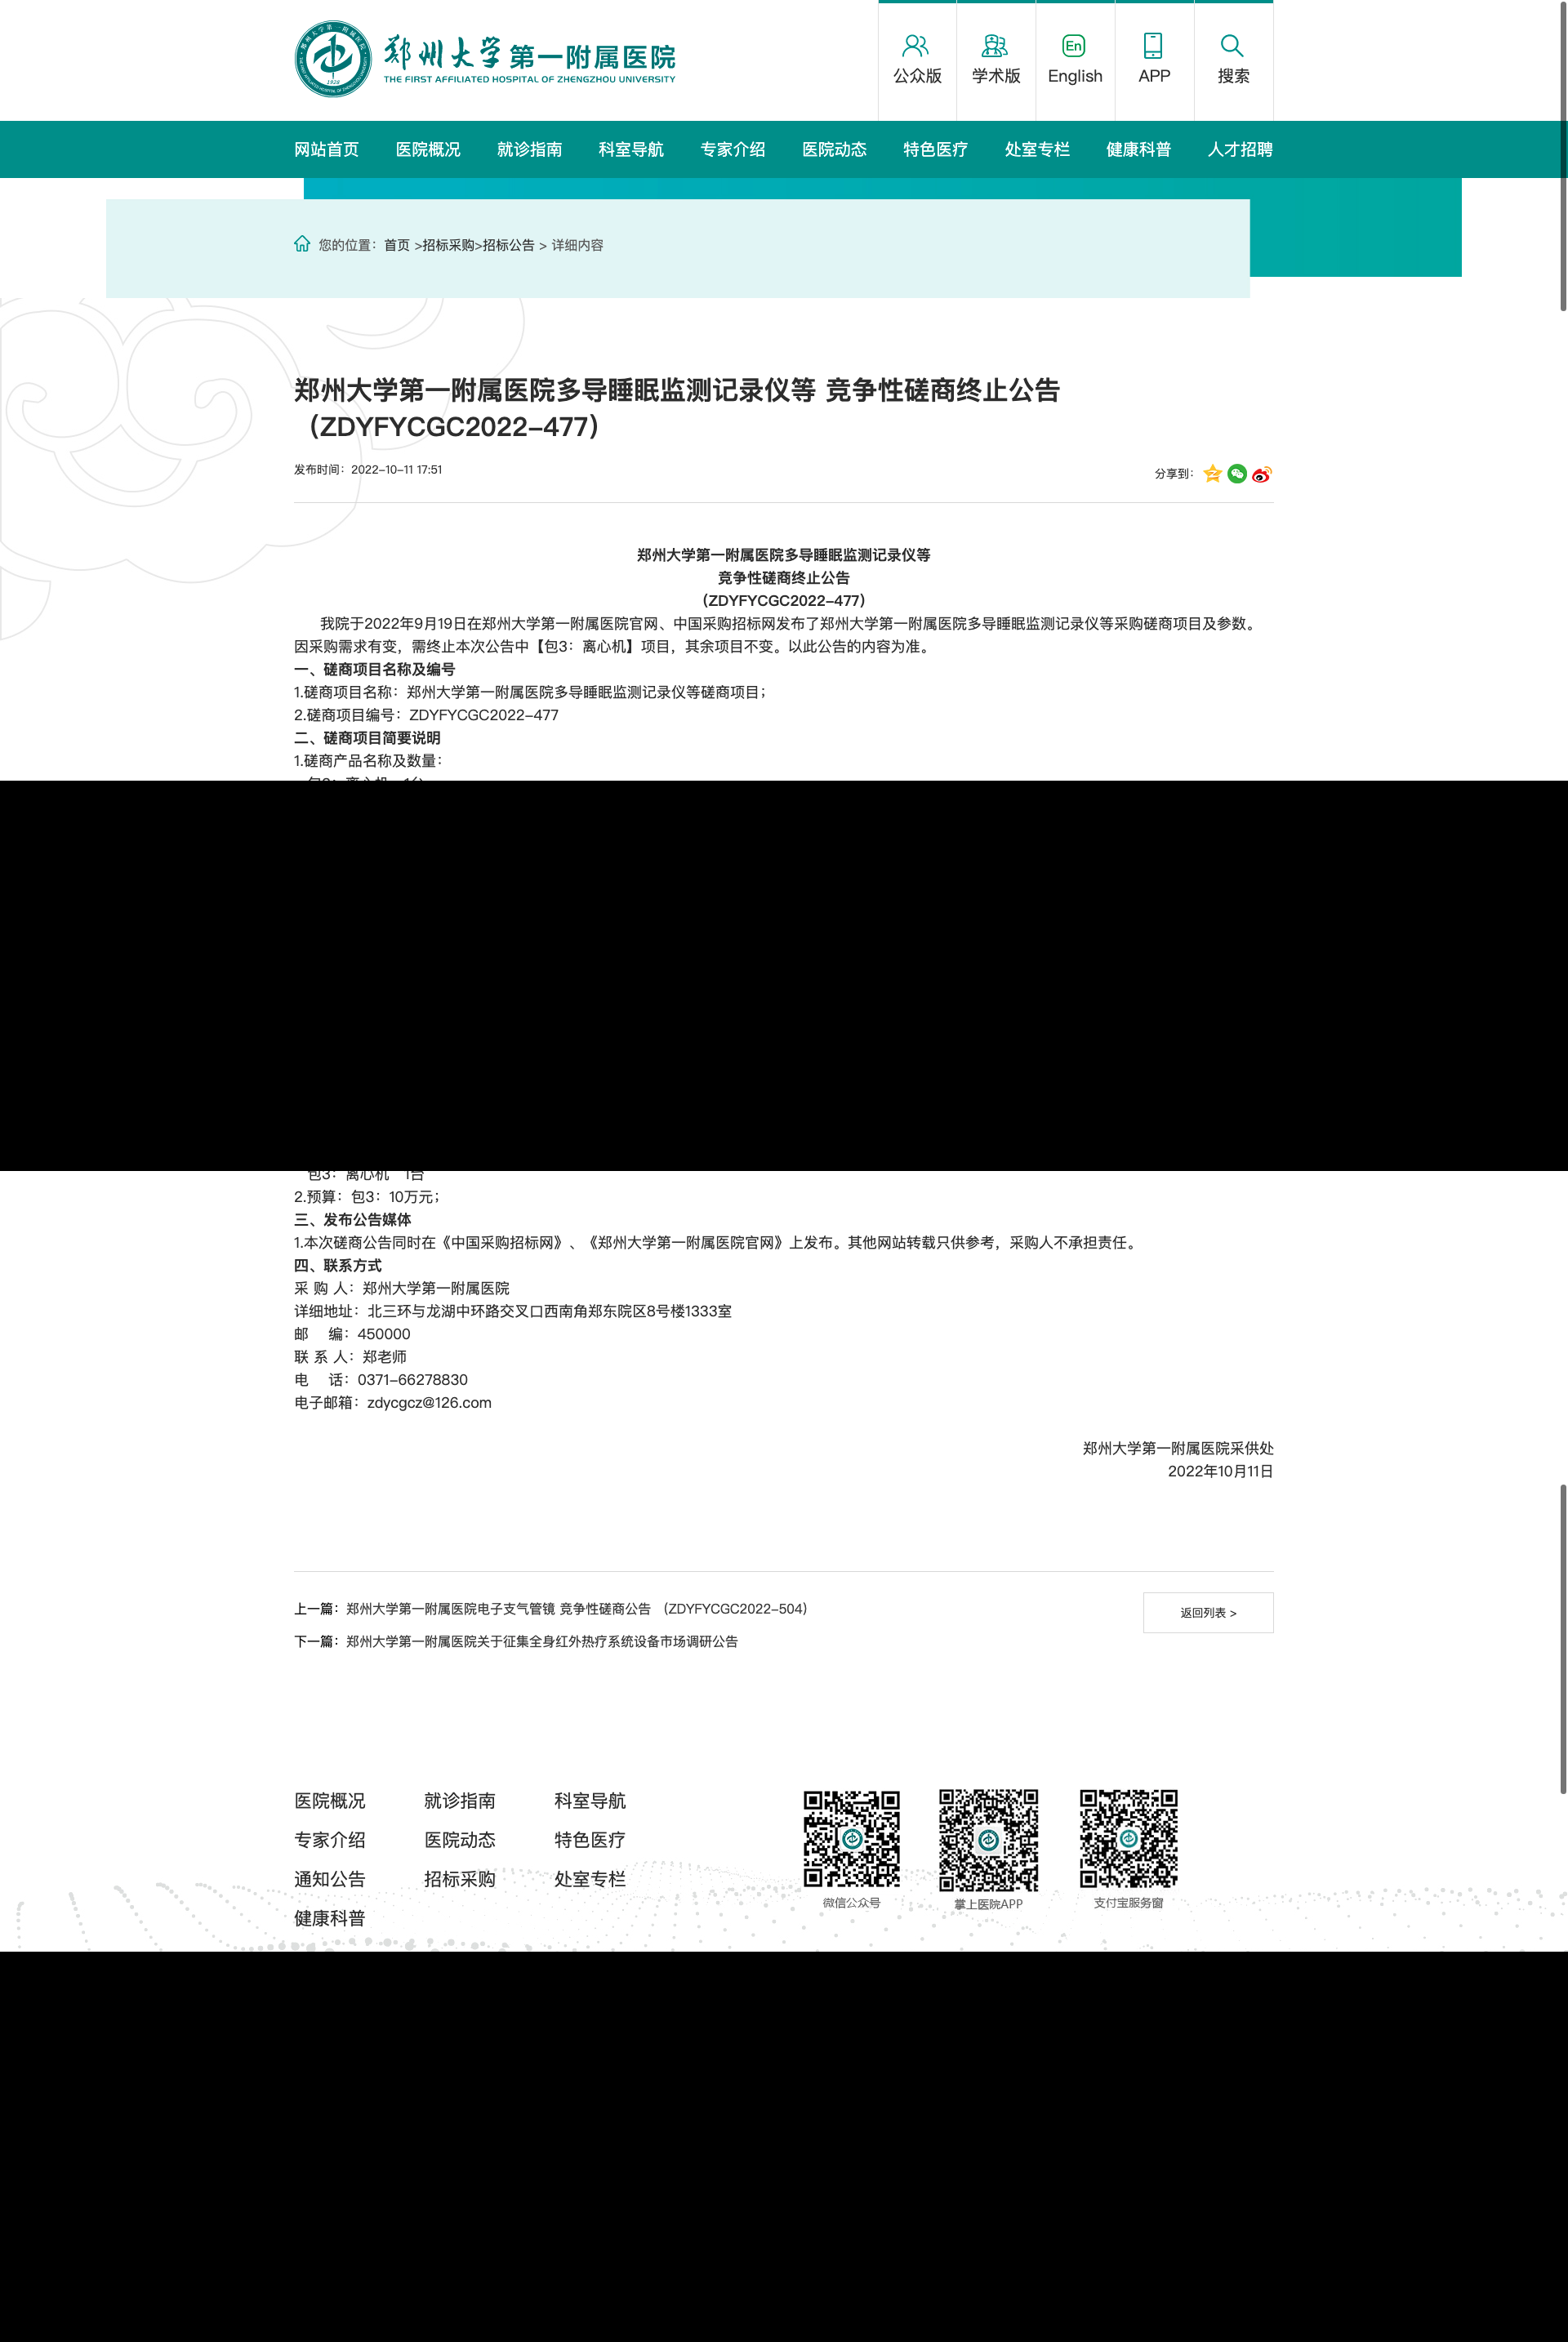 郑州大学第一附属医院
THE FIRST AFFILIATED HOSPITAL OF ZHENGZHOU UNIVERSITY
公众版 学术版 English APP 搜索
网站首页 医院概况 就诊指南 科室导航 专家介绍 医院动态 特色医疗 处室专栏 健康科普 人才招聘
您的位置：首页 >招标采购>招标公告 > 详细内容
郑州大学第一附属医院多导睡眠监测记录仪等 竞争性磋商终止公告
（ZDYFYCGC2022-477）
发布时间：2022-10-11 17:51
分享到：
郑州大学第一附属医院多导睡眠监测记录仪等
竞争性磋商终止公告
（ZDYFYCGC2022-477）
我院于2022年9月19日在郑州大学第一附属医院官网、中国采购招标网发布了郑州大学第一附属医院多导睡眠监测记录仪等采购磋商项目及参数。
因采购需求有变，需终止本次公告中【包3：离心机】项目，其余项目不变。以此公告的内容为准。
一、磋商项目名称及编号
1.磋商项目名称：郑州大学第一附属医院多导睡眠监测记录仪等磋商项目；
2.磋商项目编号：ZDYFYCGC2022-477
二、磋商项目简要说明
1.磋商产品名称及数量：
包3：离心机 1台
包3：离心机 1台
2.预算：包3：10万元；
三、发布公告媒体
1.本次磋商公告同时在《中国采购招标网》、《郑州大学第一附属医院官网》上发布。其他网站转载只供参考，采购人不承担责任。
四、联系方式
采 购 人：郑州大学第一附属医院
详细地址：北三环与龙湖中环路交叉口西南角郑东院区8号楼1333室
邮 编：450000
联 系 人：郑老师
电 话：0371-66278830
电子邮箱：zdycgcz@126.com
郑州大学第一附属医院采供处
2022年10月11日
上一篇：郑州大学第一附属医院电子支气管镜 竞争性磋商公告 （ZDYFYCGC2022-504）
返回列表 >
下一篇：郑州大学第一附属医院关于征集全身红外热疗系统设备市场调研公告
医院概况 就诊指南 科室导航
专家介绍 医院动态 特色医疗
通知公告 招标采购 处室专栏
健康科普
微信公众号 掌上医院APP 支付宝服务窗